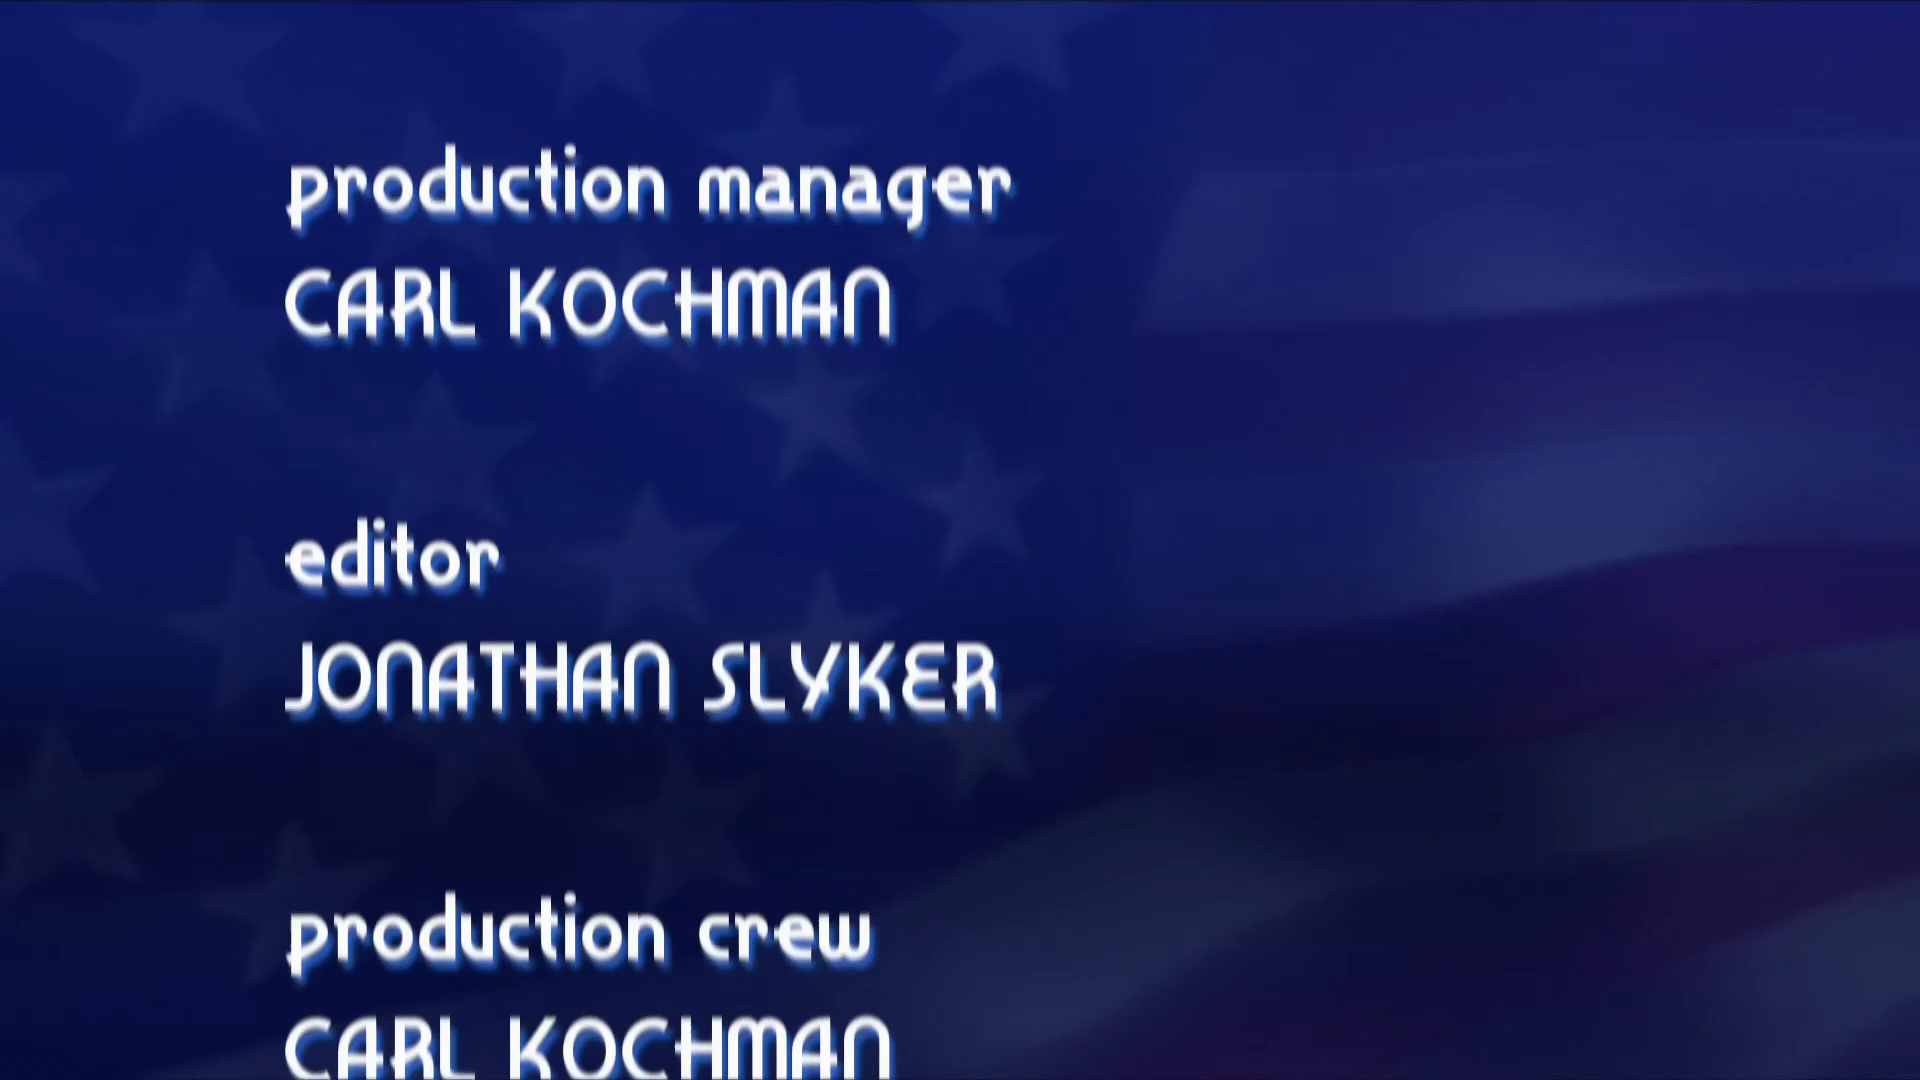 production manager
CARL KOCHMAN
editor
JONATHAN SLYKER
production crew
CARL KOCHMAN